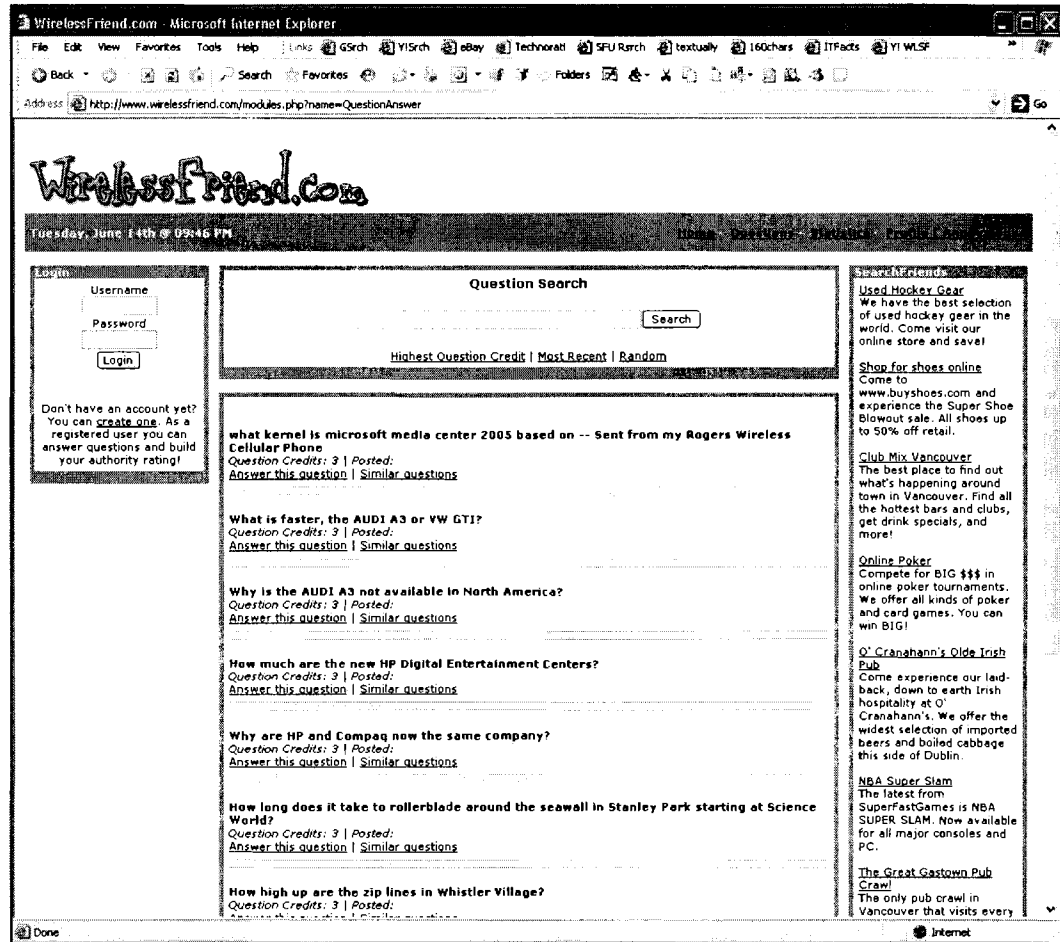 WirelessFriend.com - Microsoft Internet Explorer
File Edit View Favorites Tools Help Links GSrch Y!Srch eBay Technorati SFU Rsrch textually 160chars ITFacts Y! WLSF »
Back Search Favorites Folders
Address http://www.wirelessfriend.com/modules.php?name=QuestionAnswer Go
WirelessFriend.com
Tuesday, June 14th @ 09:46 PM
Home · Questions · Statistics ·
Login
Username
Password
Login
Don't have an account yet?
You can create one. As a
registered user you can
answer questions and build
your authority rating!
Question Search
Search
Highest Question Credit | Most Recent | Random
what kernel is microsoft media center 2005 based on -- Sent from my Rogers Wireless
Cellular Phone
Question Credits: 3 | Posted:
Answer this question | Similar questions
What is faster, the AUDI A3 or VW GTI?
Question Credits: 3 | Posted:
Answer this question | Similar questions
Why is the AUDI A3 not available in North America?
Question Credits: 3 | Posted:
Answer this question | Similar questions
How much are the new HP Digital Entertainment Centers?
Question Credits: 3 | Posted:
Answer this question | Similar questions
Why are HP and Compaq now the same company?
Question Credits: 3 | Posted:
Answer this question | Similar questions
How long does it take to rollerblade around the seawall in Stanley Park starting at Science
World?
Question Credits: 3 | Posted:
Answer this question | Similar questions
How high up are the zip lines in Whistler Village?
Question Credits: 3 | Posted:
Answer this question | Similar questions
SearchFriends
Used Hockey Gear
We have the best selection
of used hockey gear in the
world. Come visit our
online store and save!
Shop for shoes online
Come to
www.buyshoes.com and
experience the Super Shoe
Blowout sale. All shoes up
to 50% off retail.
Club Mix Vancouver
The best place to find out
what's happening around
town in Vancouver. Find all
the hottest bars and clubs,
get drink specials, and
more!
Online Poker
Compete for BIG $$$ in
online poker tournaments.
We offer all kinds of poker
and card games. You can
win BIG!
O' Cranahann's Olde Irish
Pub
Come experience our laid-
back, down to earth Irish
hospitality at O'
Cranahann's. We offer the
widest selection of imported
beers and boiled cabbage
this side of Dublin.
NBA Super Slam
The latest from
SuperFastGames is NBA
SUPER SLAM. Now available
for all major consoles and
PC.
The Great Gastown Pub
Crawl
The only pub crawl in
Vancouver that visits every
Done Internet